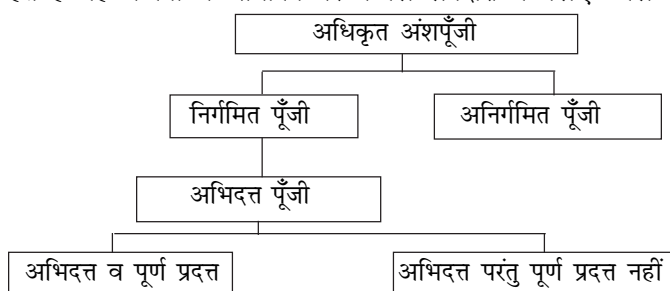 अधिकृत अंशपूँजी
निर्गमित पूँजी
अनिर्गमित पूँजी
अभिदत्त पूँजी
अभिदत्त व पूर्ण प्रदत्त
अभिदत्त परंतु पूर्ण प्रदत्त नहीं